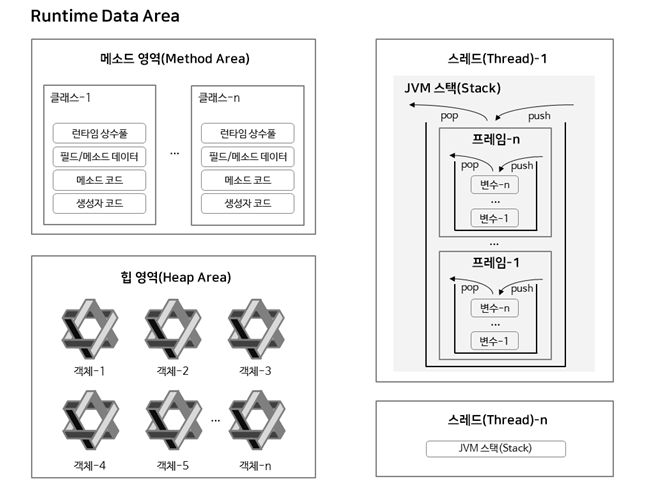 Runtime Data Area
메소드 영역(Method Area)
클래스-1
런타임 상수풀
필드/메소드 데이터
메소드 코드
생성자 코드
...
클래스-n
런타임 상수풀
필드/메소드 데이터
메소드 코드
생성자 코드
힙 영역(Heap Area)
객체-1
객체-2
객체-3
객체-4
객체-5
...
객체-n
스레드(Thread)-1
JVM 스택(Stack)
pop
push
프레임-n
pop
push
변수-n
...
변수-1
...
프레임-1
pop
push
변수-n
...
변수-1
스레드(Thread)-n
JVM 스택(Stack)